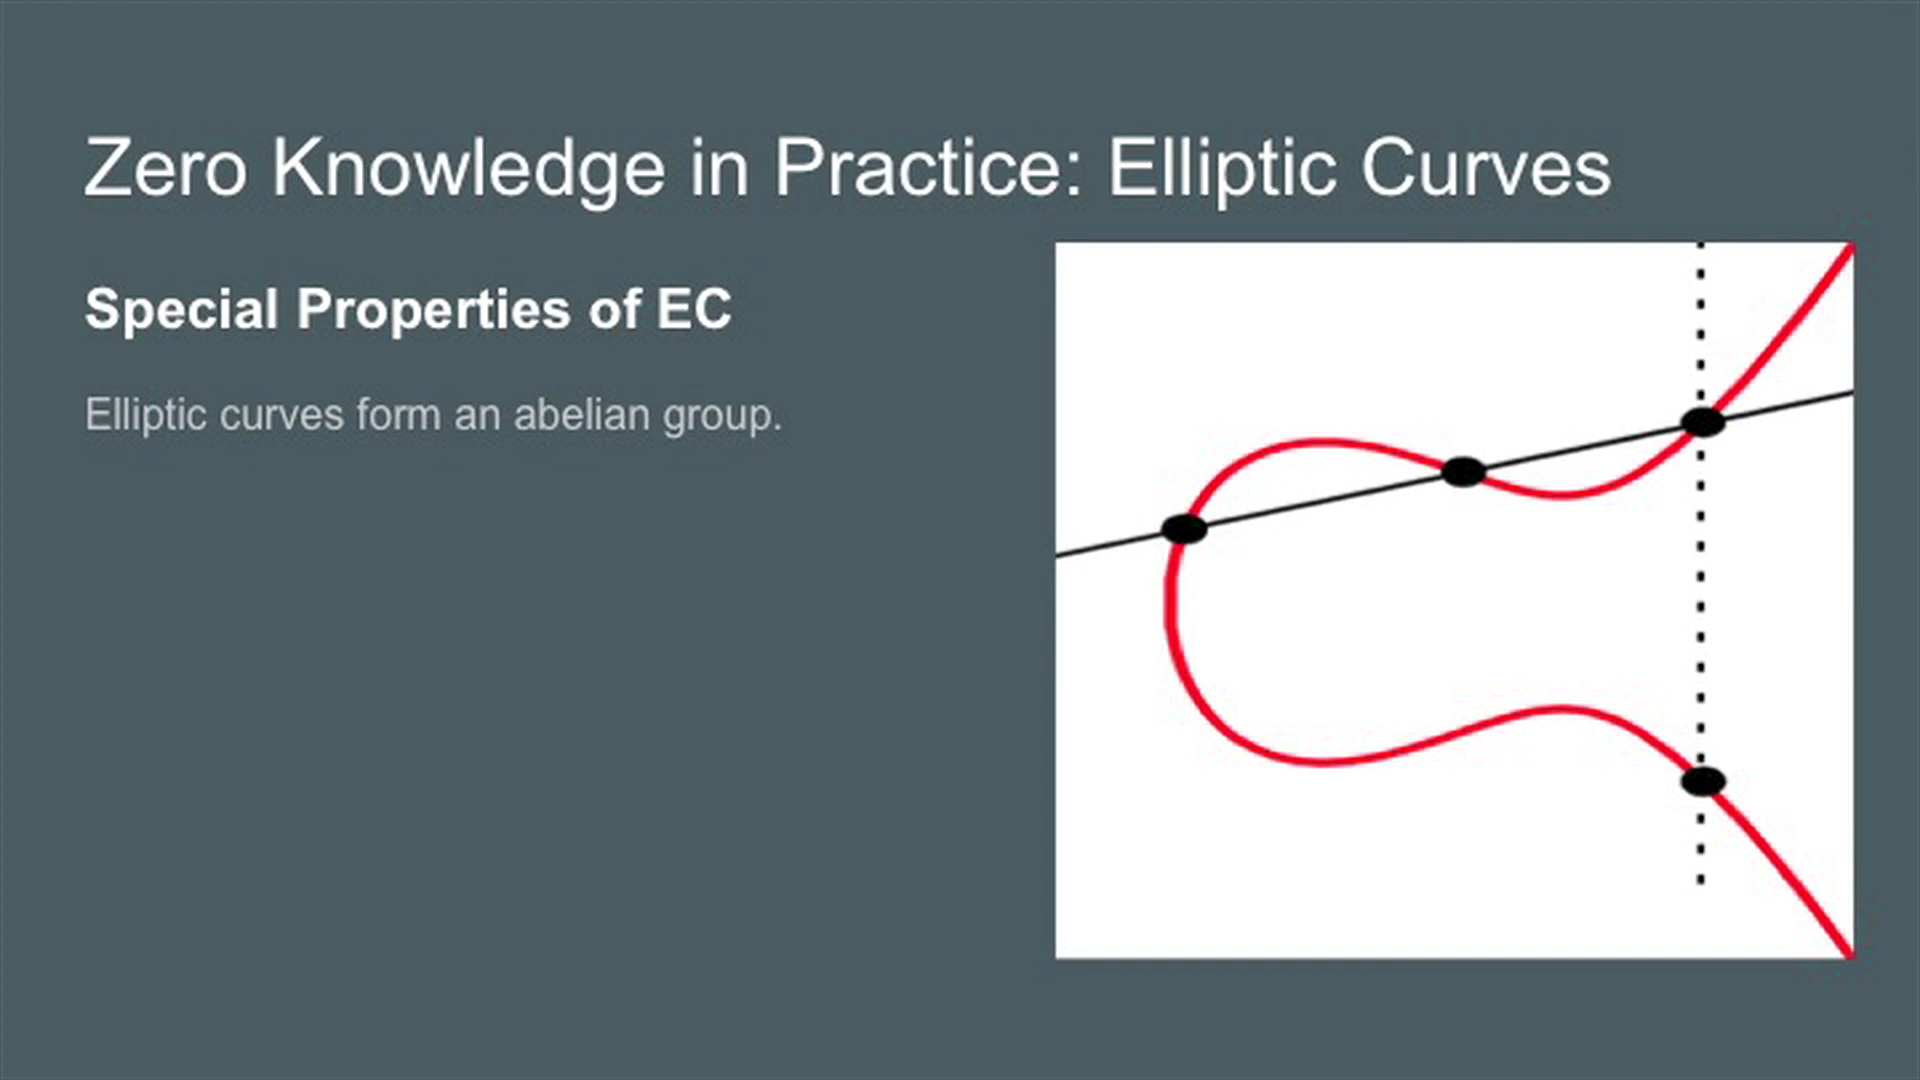 Zero Knowledge in Practice: Elliptic Curves
Special Properties of EC
Elliptic curves form an abelian group.